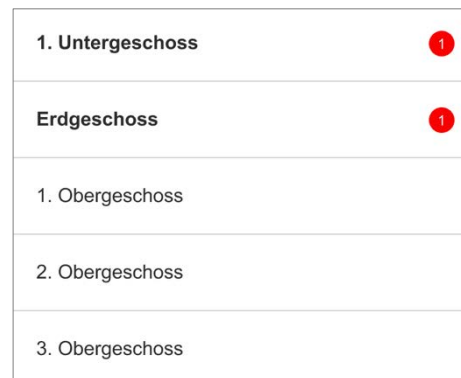 1. Untergeschoss 1
Erdgeschoss 1
1. Obergeschoss
2. Obergeschoss
3. Obergeschoss